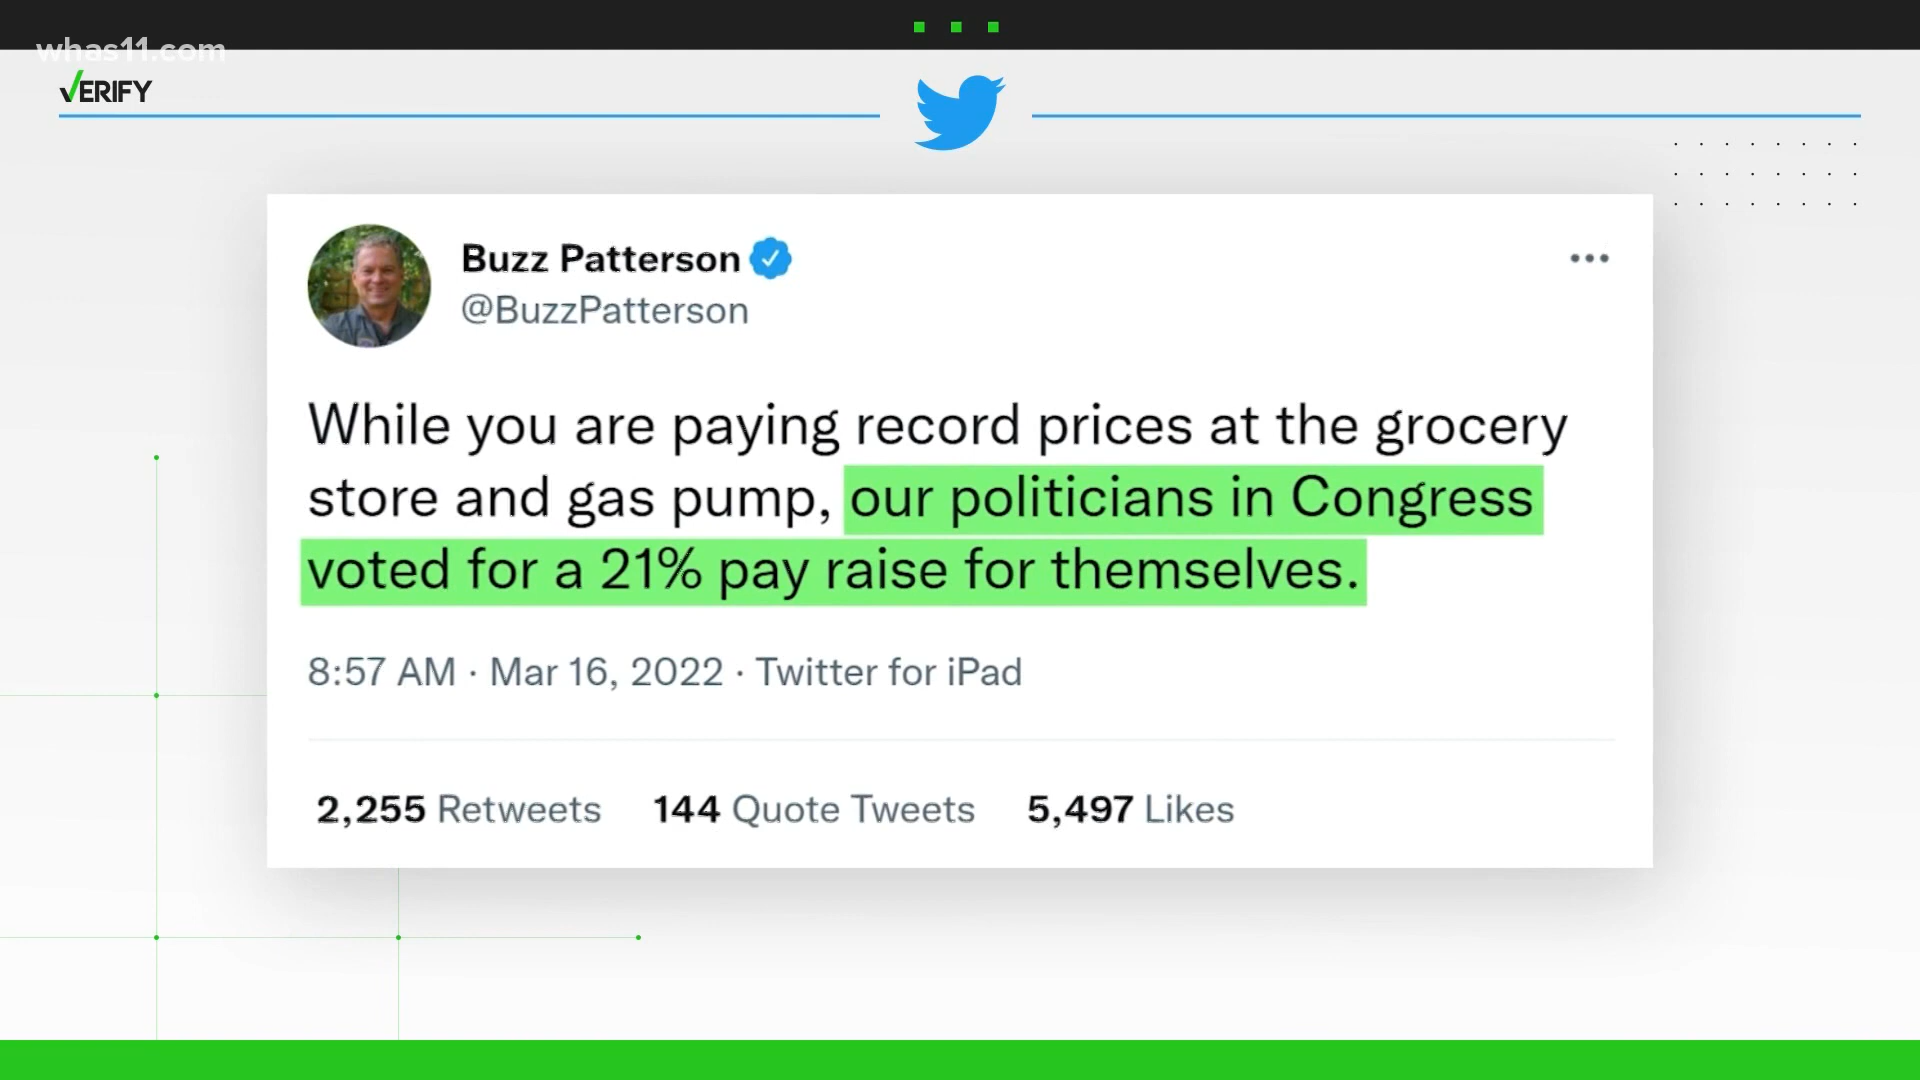 whas11.com
VERIFY
Buzz Patterson
@BuzzPatterson
While you are paying record prices at the grocery
store and gas pump, our politicians in Congress
voted for a 21% pay raise for themselves.
8:57 AM · Mar 16, 2022 · Twitter for iPad
2,255 Retweets 144 Quote Tweets 5,497 Likes